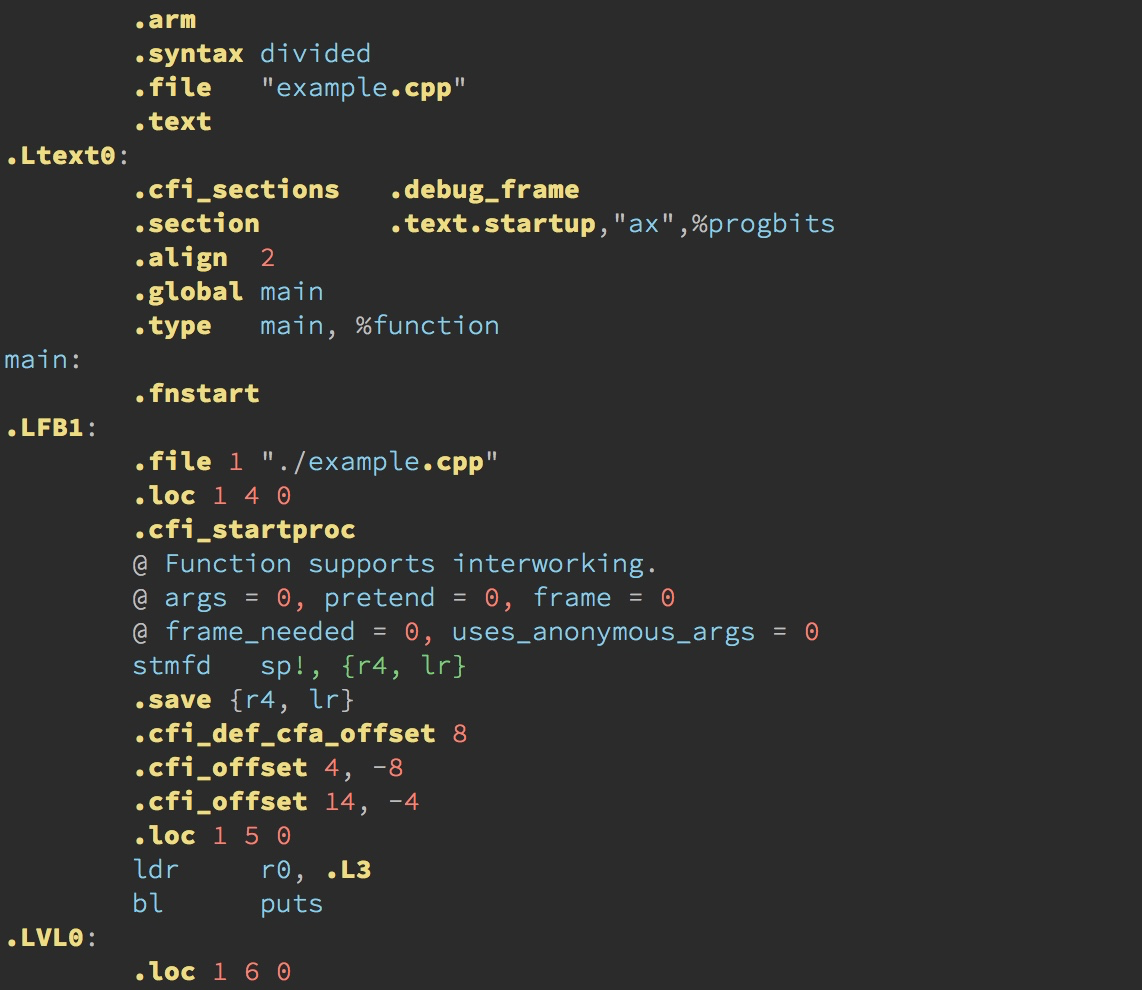 .arm
.syntax divided
.file "example.cpp"
.text
.Ltext0:
.cfi_sections .debug_frame
.section .text.startup,"ax",%progbits
.align 2
.global main
.type main, %function
main:
.fnstart
.LFB1:
.file 1 "./example.cpp"
.loc 1 4 0
.cfi_startproc
@ Function supports interworking.
@ args = 0, pretend = 0, frame = 0
@ frame_needed = 0, uses_anonymous_args = 0
stmfd sp!, {r4, lr}
.save {r4, lr}
.cfi_def_cfa_offset 8
.cfi_offset 4, -8
.cfi_offset 14, -4
.loc 1 5 0
ldr r0, .L3
bl puts
.LVL0:
.loc 1 6 0